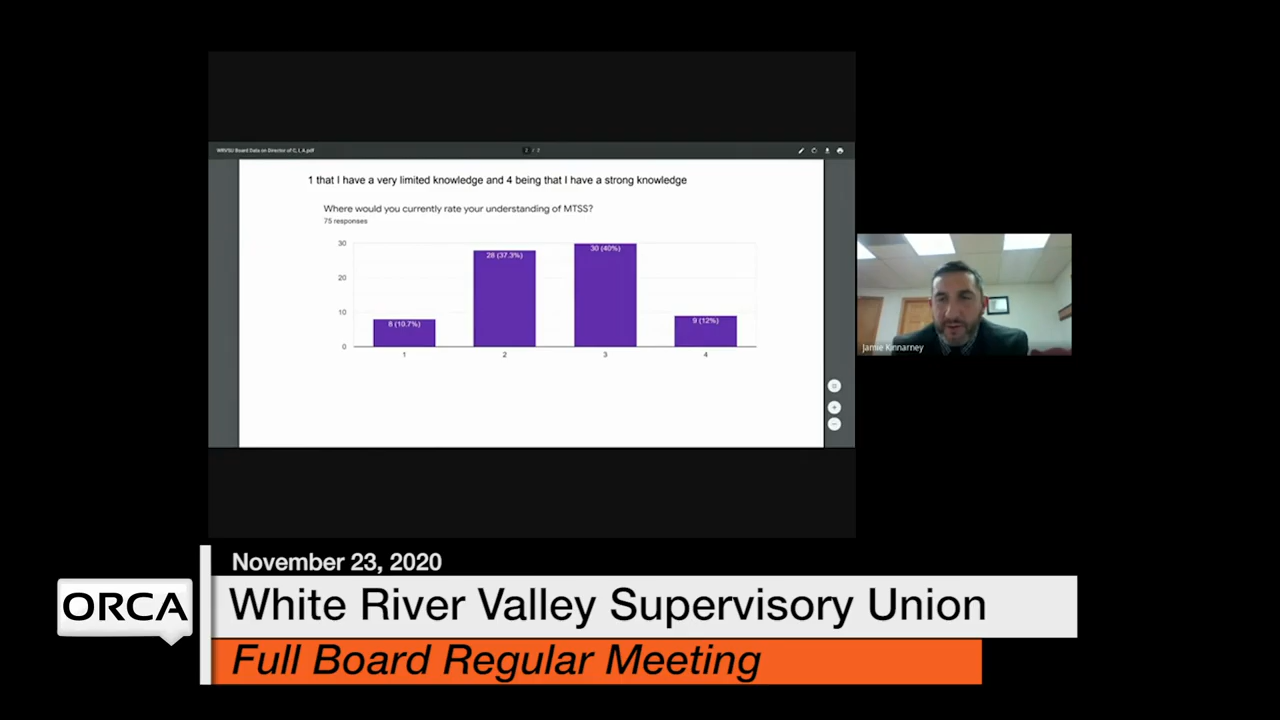 WRVSU Board Data on Director of C, I, A.pdf
2 / 2
1 that I have a very limited knowledge and 4 being that I have a strong knowledge
Where would you currently rate your understanding of MTSS?
75 responses
30
20
10
0
8 (10.7%)
28 (37.3%)
30 (40%)
9 (12%)
1
2
3
4
Jamie Kinnarney
November 23, 2020
ORCA
White River Valley Supervisory Union
Full Board Regular Meeting